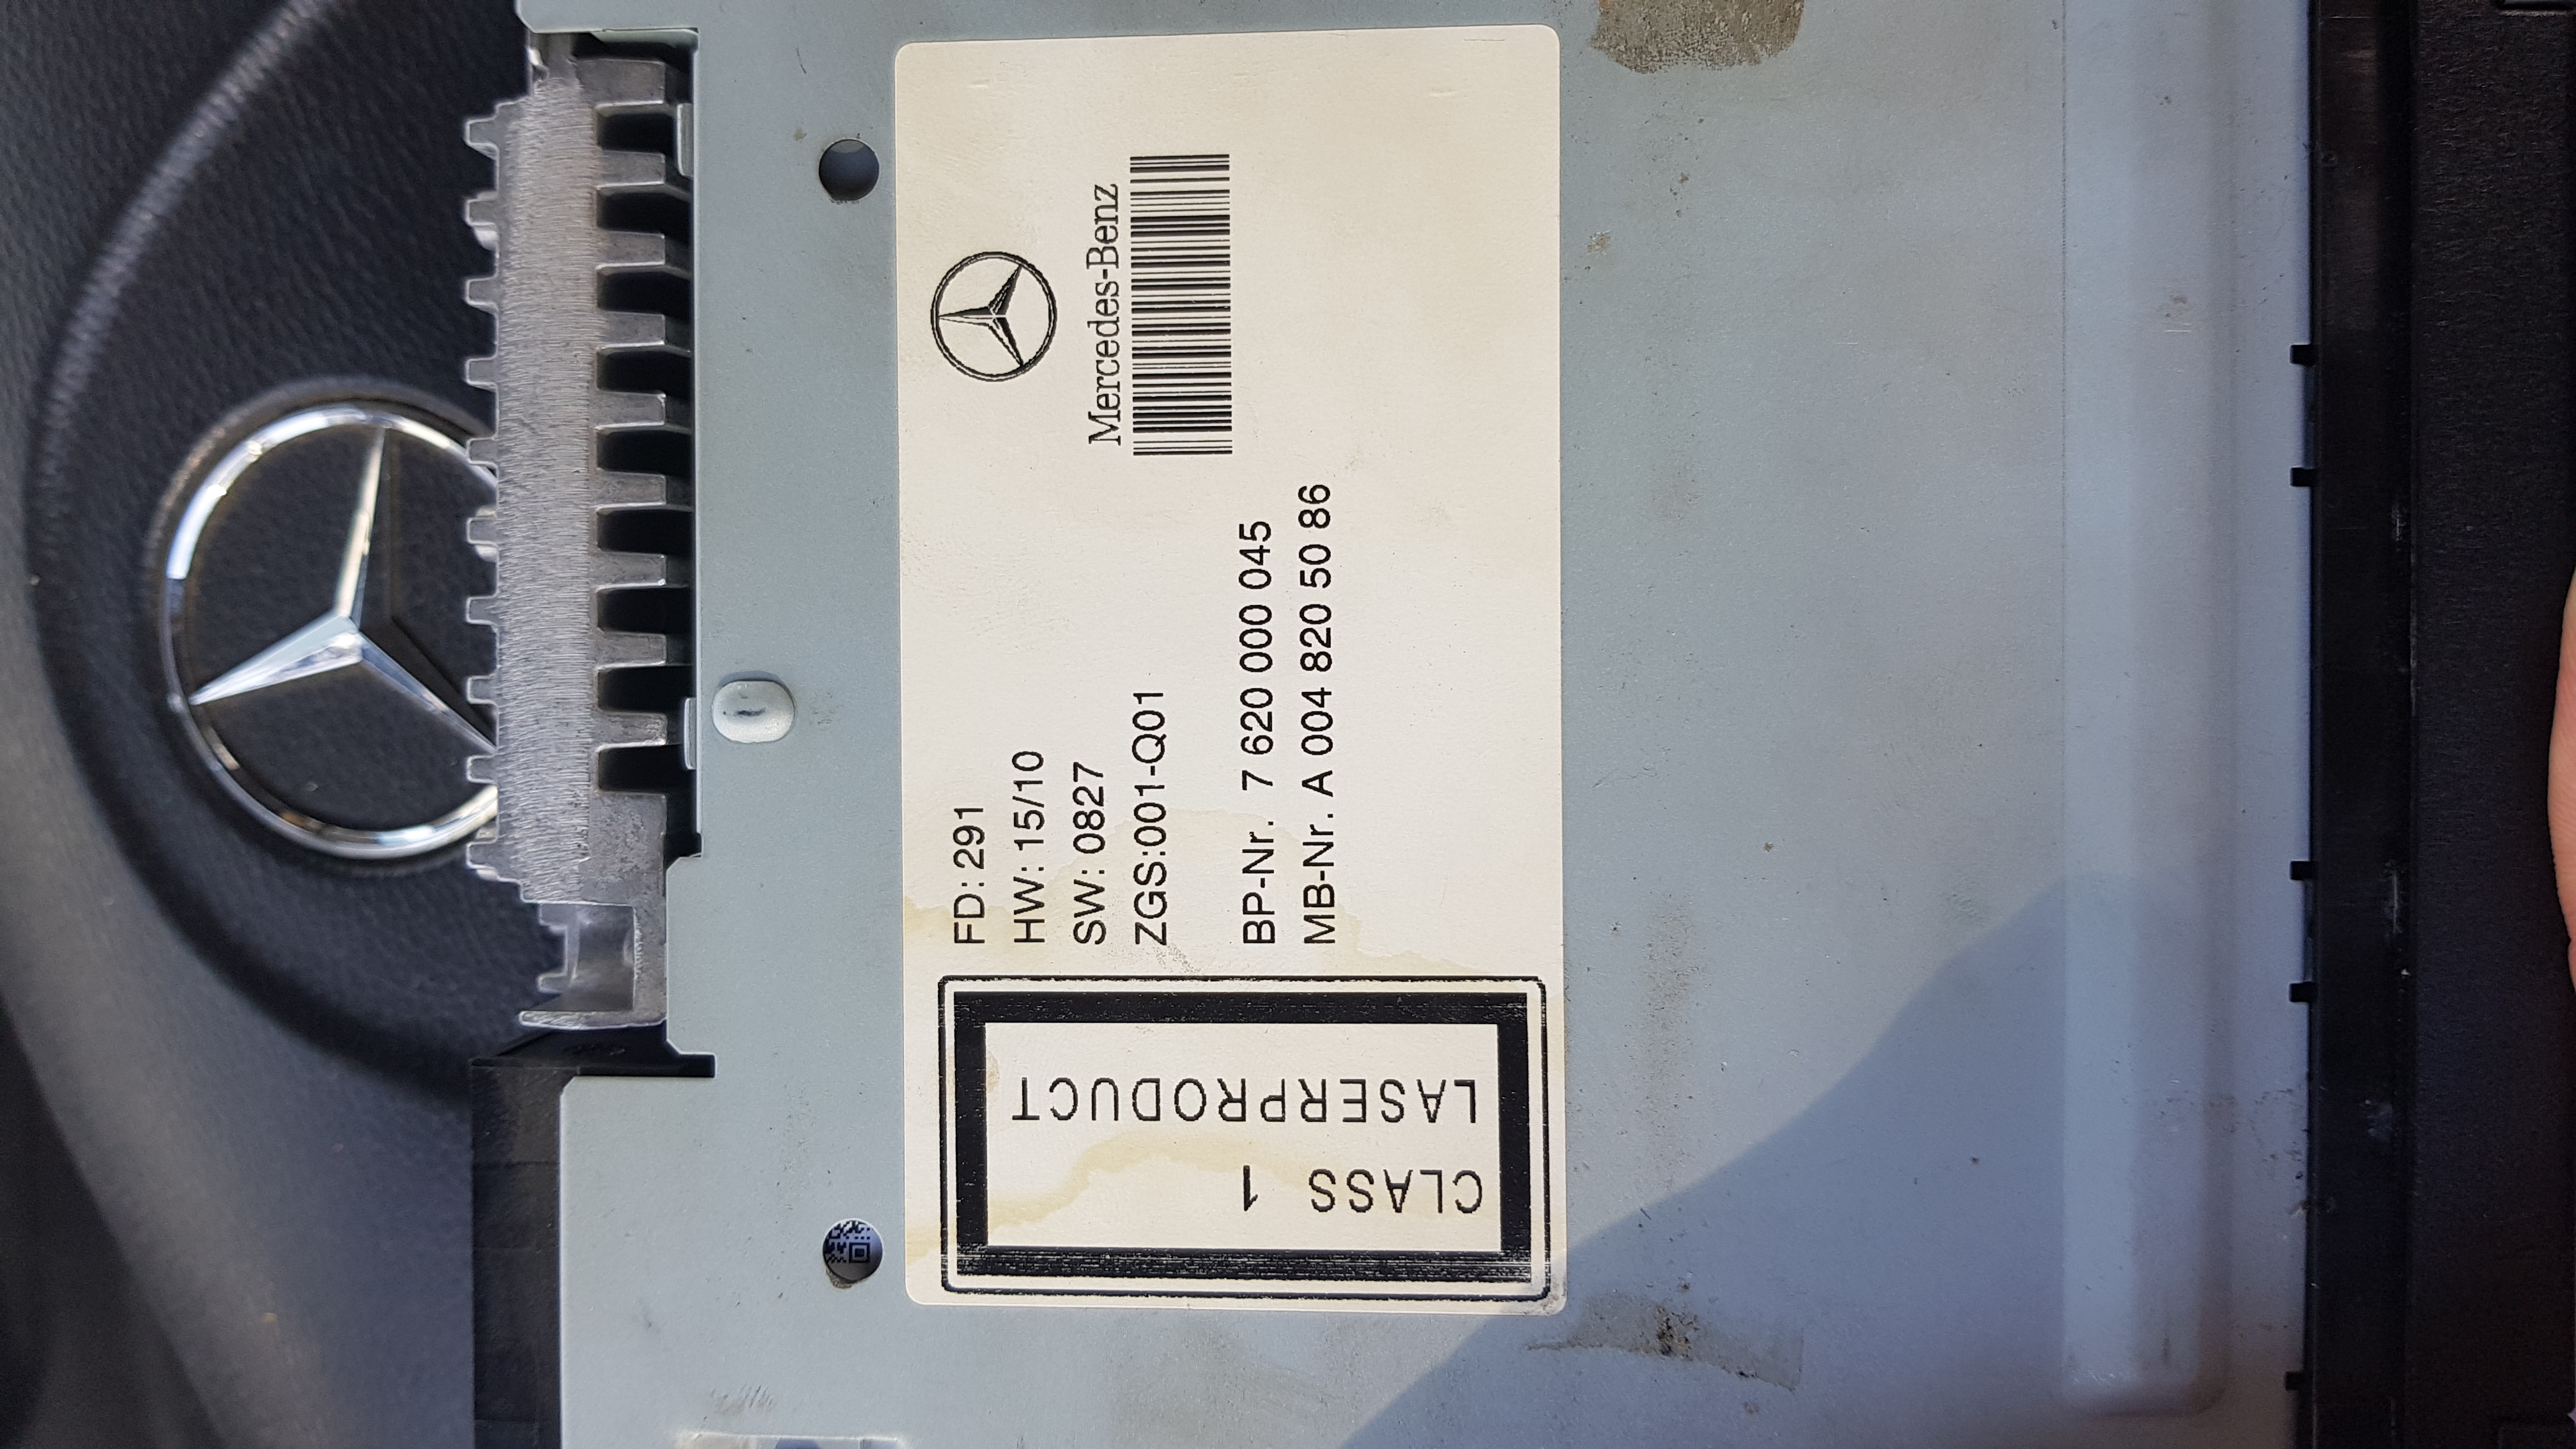 Mercedes-Benz
FD: 291
HW: 15/10
SW: 0827
ZGS:001-Q01
BP-Nr. 7 620 000 045
MB-Nr. A 004 820 50 86
CLASS 1
LASERPRODUCT